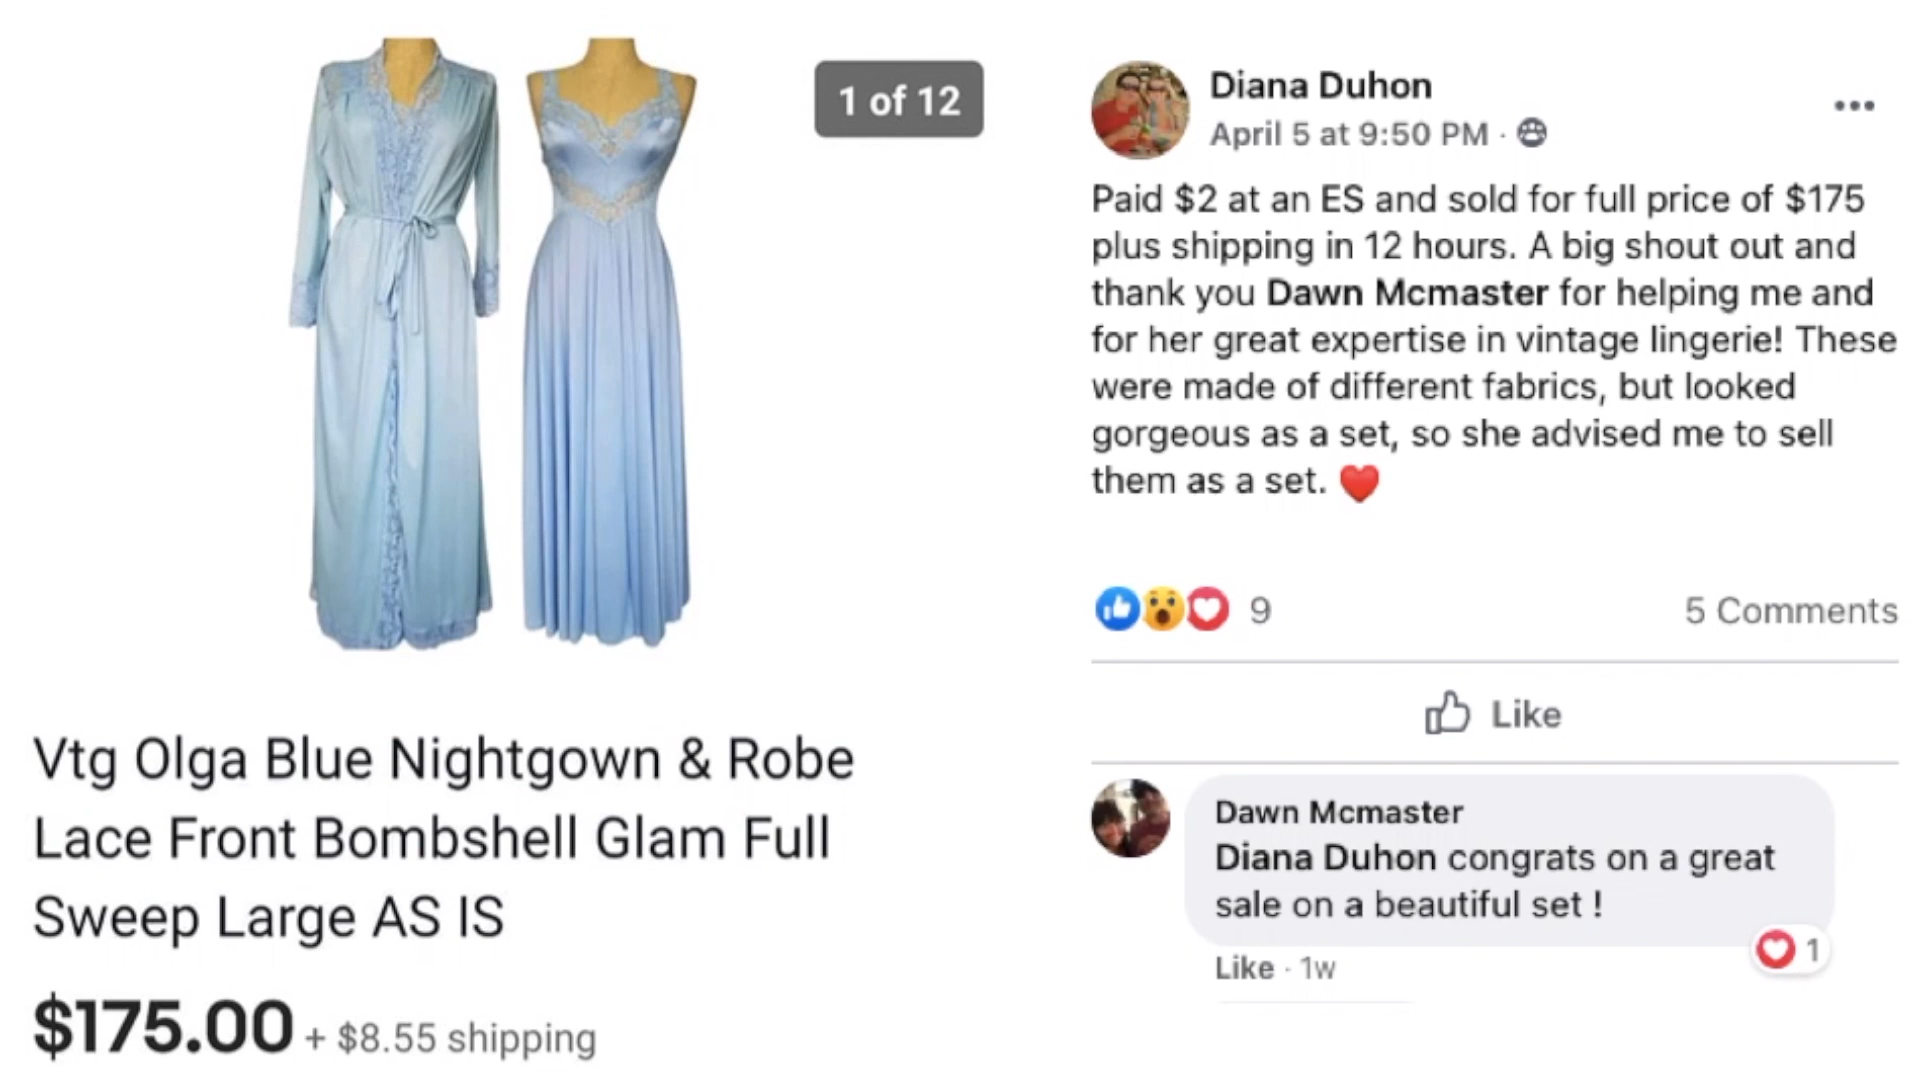 1 of 12
Vtg Olga Blue Nightgown & Robe
Lace Front Bombshell Glam Full
Sweep Large AS IS
$175.00 + $8.55 shipping
Diana Duhon
April 5 at 9:50 PM ·
Paid $2 at an ES and sold for full price of $175
plus shipping in 12 hours. A big shout out and
thank you Dawn Mcmaster for helping me and
for her great expertise in vintage lingerie! These
were made of different fabrics, but looked
gorgeous as a set, so she advised me to sell
them as a set. ❤️
9 5 Comments
Like
Dawn Mcmaster
Diana Duhon congrats on a great
sale on a beautiful set !
1
Like · 1w